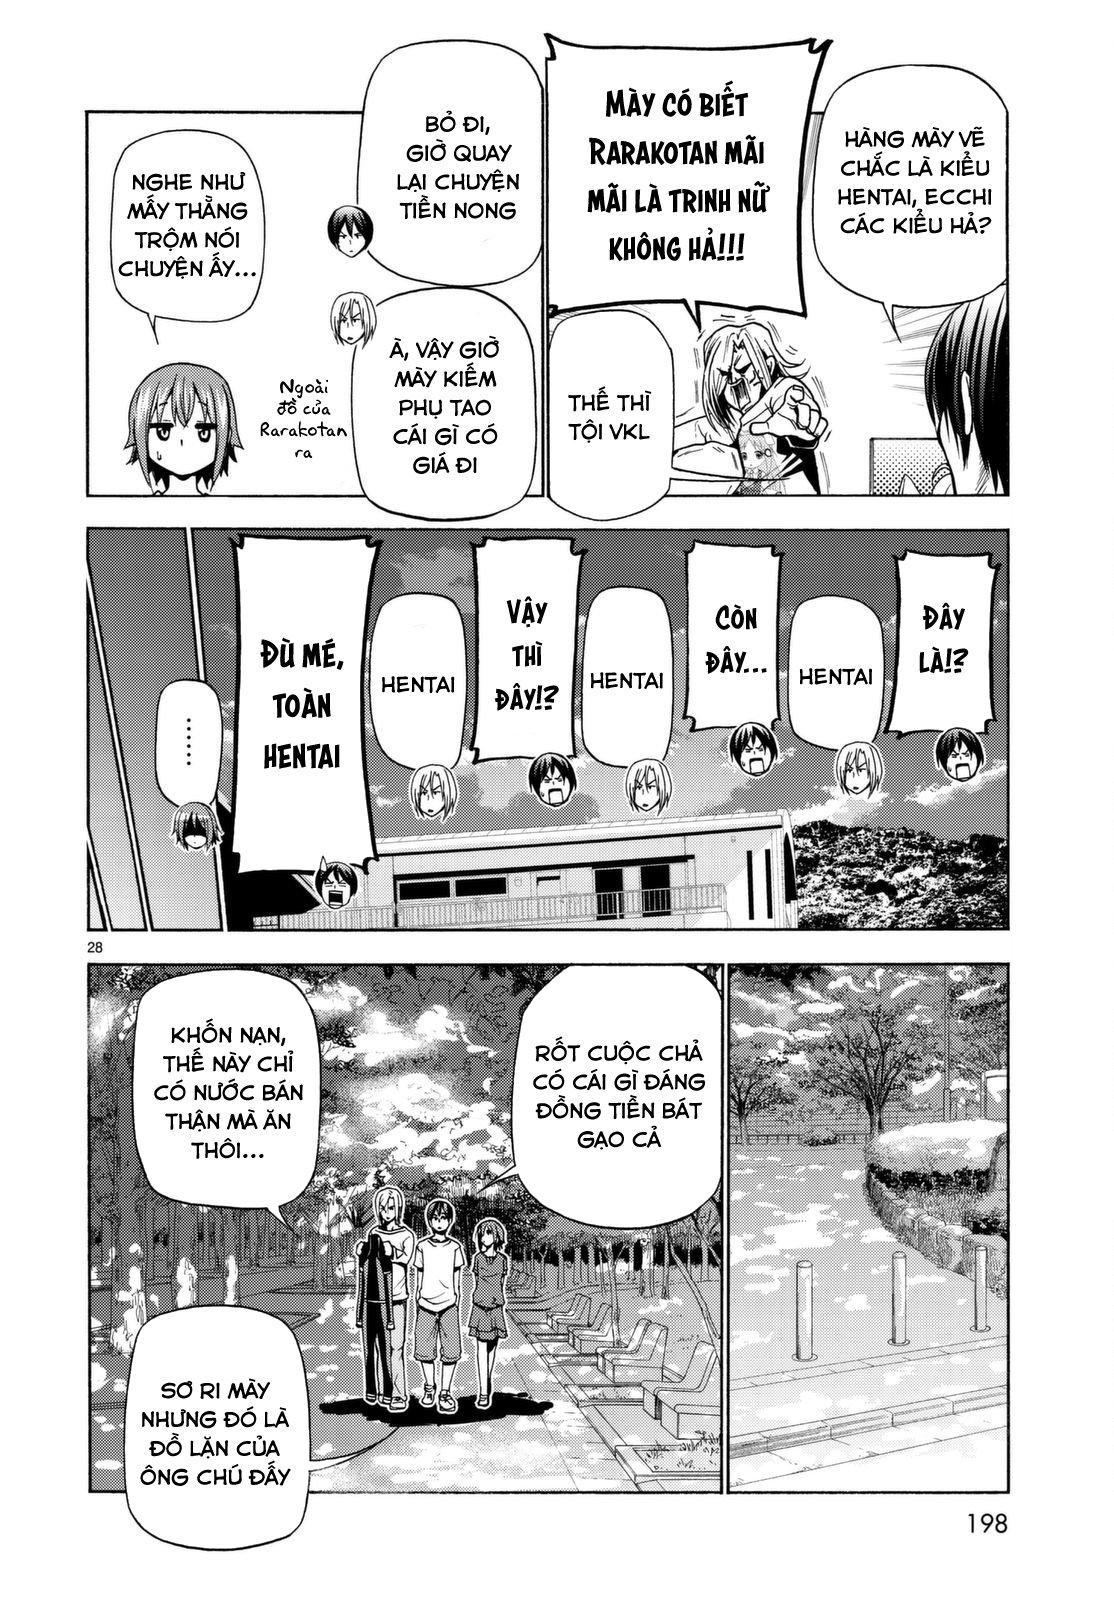 HÀNG MÀY VẼ
CHẮC LÀ KIỂU
HENTAI, ECCHI
CÁC KIỂU HẢ?
MÀY CÓ BIẾT
RARAKOTAN MÃI
MÃI LÀ TRINH NỮ
KHÔNG HẢ!!!
THẾ THÌ
TỘI VKL
BỎ ĐI,
GIỜ QUAY
LẠI CHUYỆN
TIỀN NONG
À, VẬY GIỜ
MÀY KIẾM
PHỤ TAO
CÁI GÌ CÓ
GIÁ ĐI
Ngoài
đồ của
Rarakotan
ra
NGHE NHƯ
MẤY THẰNG
TRỘM NÓI
CHUYỆN ẤY...
ĐÂY
LÀ!?
HENTAI
CÒN
ĐÂY...
HENTAI
VẬY
THÌ
ĐÂY!?
HENTAI
ĐÙ MÉ,
TOÀN
HENTAI
........
28
RỐT CUỘC CHẢ
CÓ CÁI GÌ ĐÁNG
ĐỒNG TIỀN BÁT
GẠO CẢ
KHỐN NẠN,
THẾ NÀY CHỈ
CÓ NƯỚC BÁN
THẬN MÀ ĂN
THÔI...
SƠ RI MÀY
NHƯNG ĐÓ LÀ
ĐỒ LẶN CỦA
ÔNG CHÚ ĐẤY
198